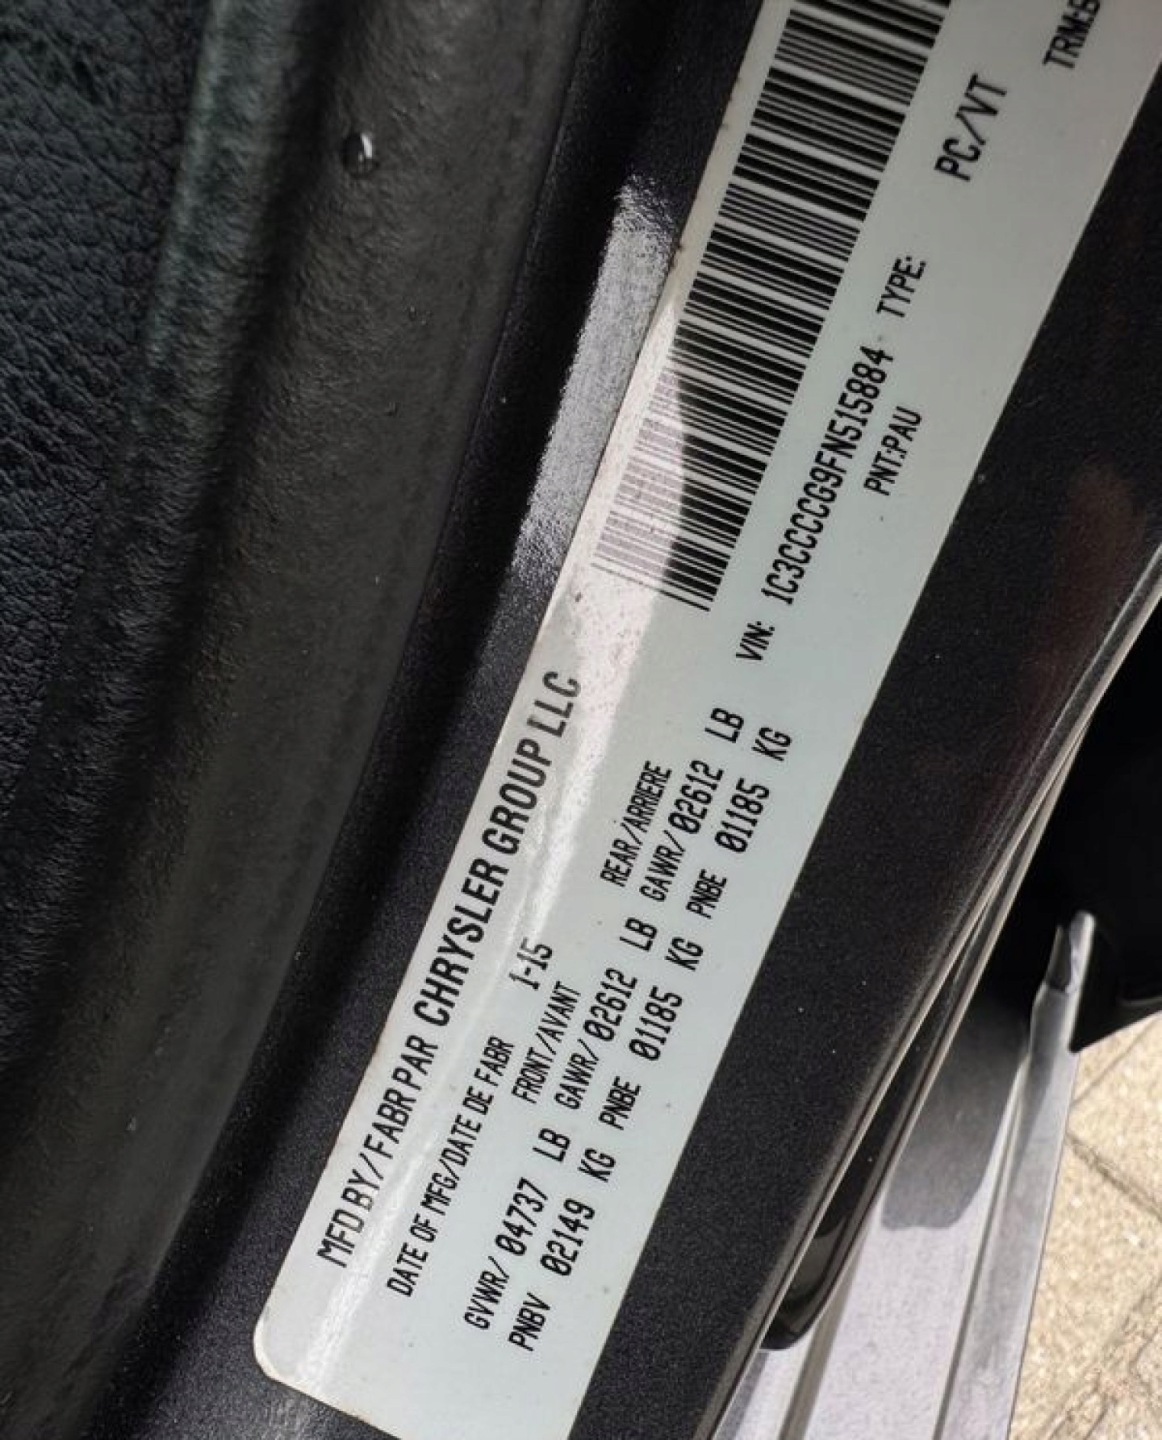 MFD BY/FABR PAR CHRYSLER GROUP LLC
DATE OF MFG/DATE DE FABR 1-15
FRONT/AVANT REAR/ARRIERE
GVWR/ 04737 LB GAWR/ 02612 LB GAWR/ 02612 LB
PNBV 02149 KG PNBE 01185 KG PNBE 01185 KG
VIN: 1C3CCCCG9FN515884 TYPE: PC/VT
PNT:PAU TRM: